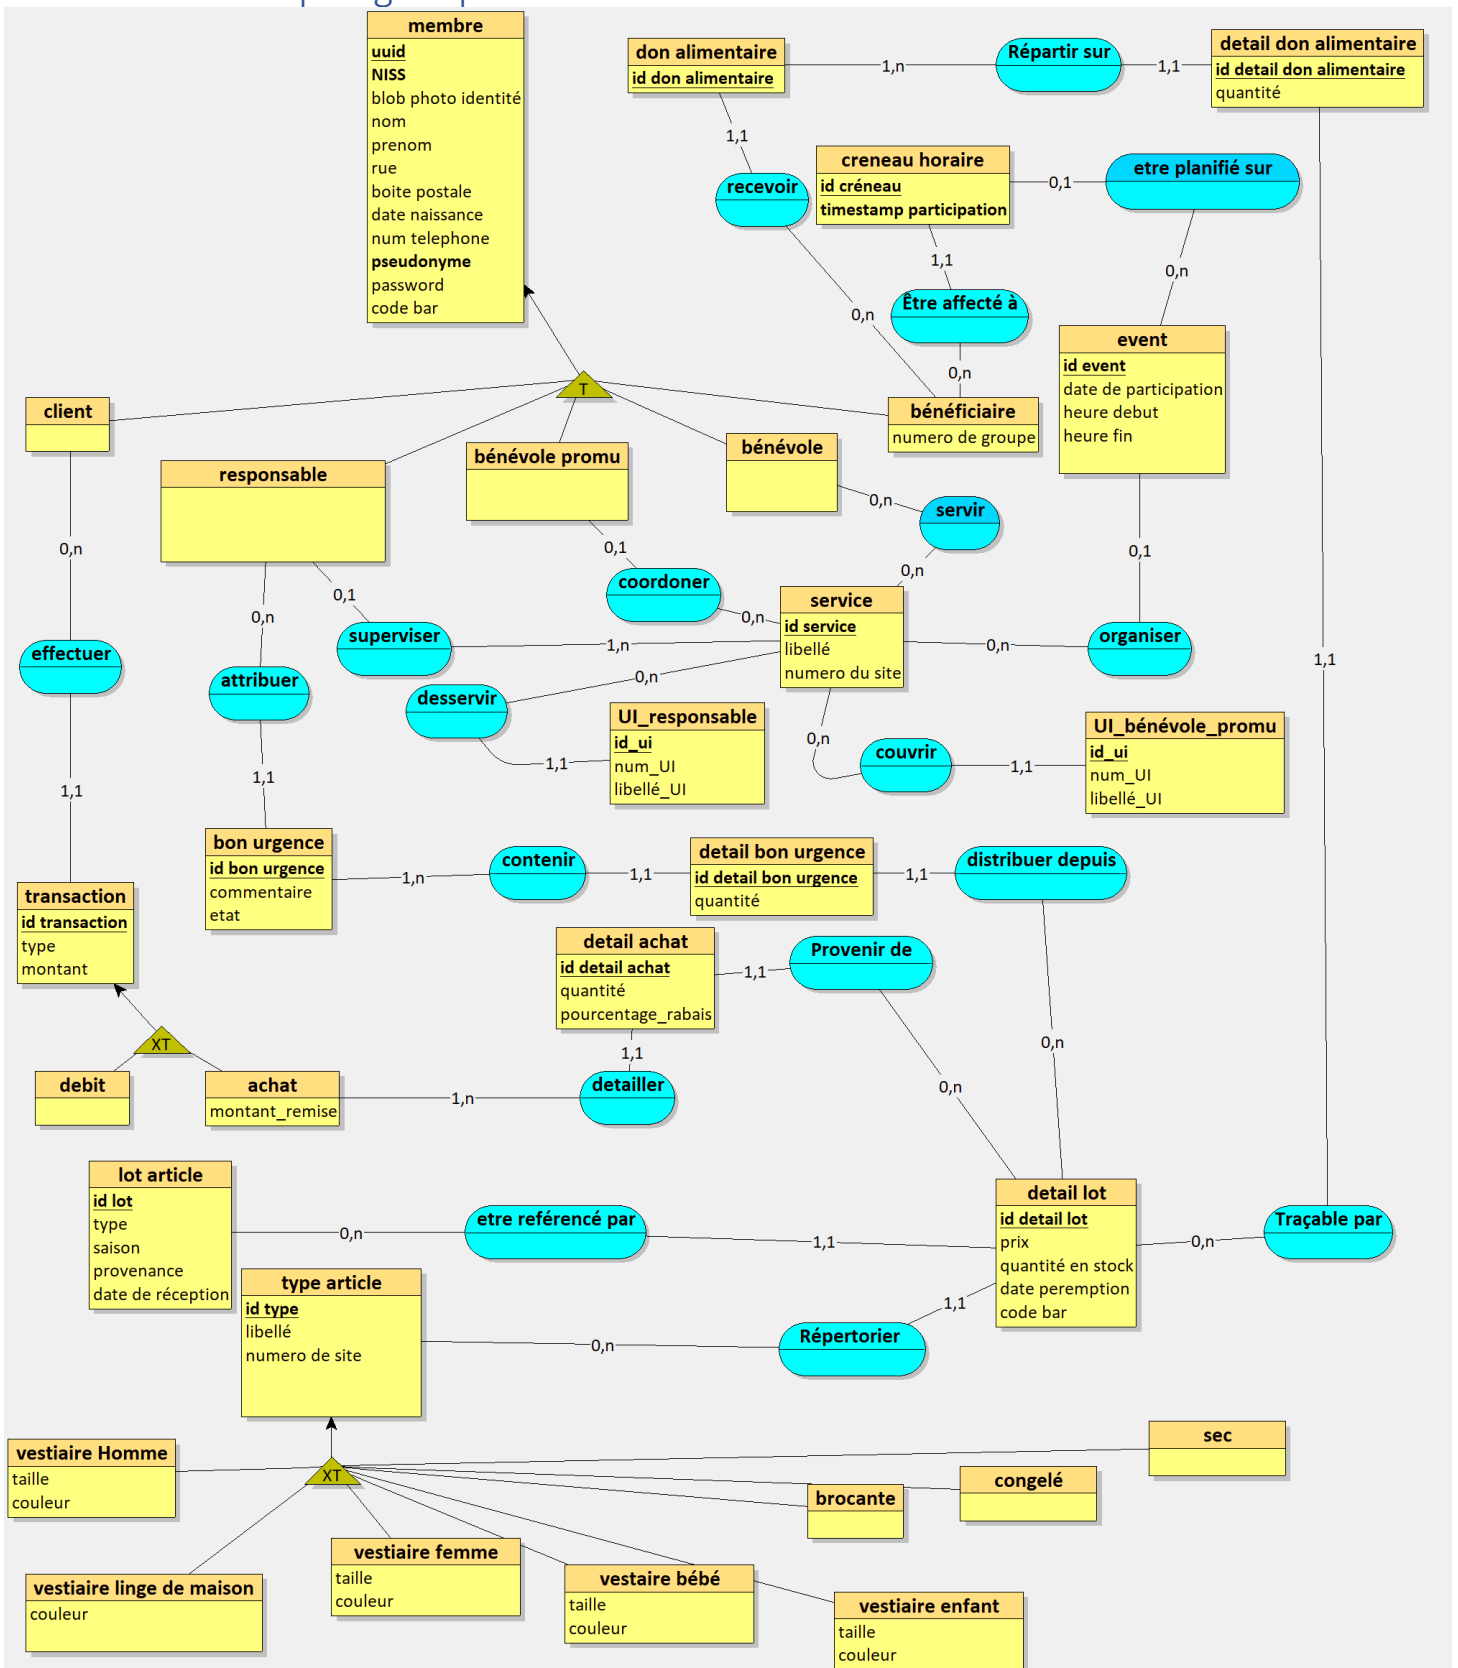 membre
uuid
NISS
blob photo identité
nom
prenom
rue
boite postale
date naissance
num telephone
pseudonyme
password
code bar
don alimentaire
id don alimentaire
1,n
Répartir sur
1,1
detail don alimentaire
id detail don alimentaire
quantité
1,1
recevoir
0,n
creneau horaire
id créneau
timestamp participation
0,1
etre planifié sur
0,n
1,1
Être affecté à
0,n
event
id event
date de participation
heure debut
heure fin
T
client
responsable
bénévole promu
bénévole
bénéficiaire
numero de groupe
0,n
servir
0,n
0,1
coordoner
0,n
0,1
0,n
0,n
0,1
superviser
1,n
service
id service
libellé
numero du site
0,n
organiser
1,1
effectuer
attribuer
desservir
0,n
1,1
UI_responsable
id_ui
num_UI
libellé_UI
0,n
couvrir
1,1
UI_bénévole_promu
id_ui
num_UI
libellé_UI
1,1
1,1
bon urgence
id bon urgence
commentaire
etat
1,n
contenir
1,1
detail bon urgence
id detail bon urgence
quantité
1,1
distribuer depuis
transaction
id transaction
type
montant
detail achat
id detail achat
quantité
pourcentage_rabais
1,1
Provenir de
0,n
0,n
XT
debit
achat
montant_remise
1,n
1,1
detailler
lot article
id lot
type
saison
provenance
date de réception
0,n
etre reférencé par
1,1
detail lot
id detail lot
prix
quantité en stock
date peremption
code bar
0,n
Traçable par
type article
id type
libellé
numero de site
0,n
Répertorier
1,1
XT
vestiaire Homme
taille
couleur
sec
congelé
brocante
vestiaire femme
taille
couleur
vestiaire linge de maison
couleur
vestaire bébé
taille
couleur
vestiaire enfant
taille
couleur